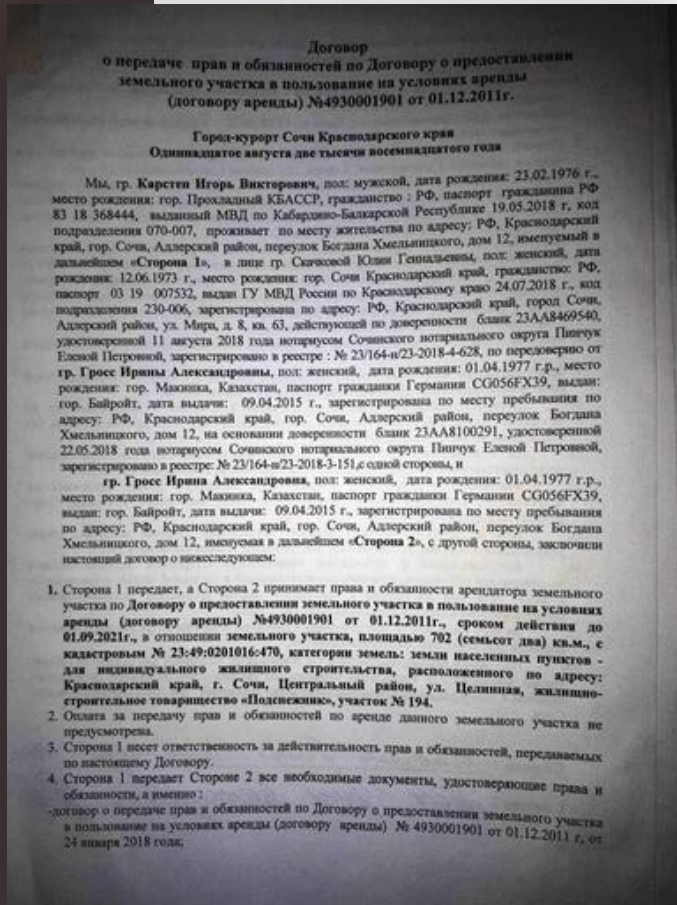 Договор
о передаче прав и обязанностей по Договору о предоставлении
земельного участка в пользование на условиях аренды
(договору аренды) №4930001901 от 01.12.2011г.
Город-курорт Сочи Краснодарского края
Одиннадцатое августа две тысячи восемнадцатого года
Мы, гр. Карстен Игорь Викторович, пол: мужской, дата рождения: 23.02.1976 г.,
место рождения: гор. Прохладный КБАССР, гражданство : РФ, паспорт гражданина РФ
83 18 368444, выданный МВД по Кабардино-Балкарской Республике 19.05.2018 г, код
подразделения 070-007, проживает по месту жительства по адресу: РФ, Краснодарский
край, гор. Сочи, Адлерский район, переулок Богдана Хмельницкого, дом 12, именуемый в
дальнейшем «Сторона 1», в лице гр. Скачковой Юлии Геннадьевны, пол: женский, дата
рождения: 12.06.1973 г., место рождения: гор. Сочи Краснодарский край, гражданство: РФ,
паспорт 03 19 007532, выдан ГУ МВД России по Краснодарскому краю 24.07.2018 г., код
подразделения 230-006, зарегистрирована по адресу: РФ, Краснодарский край, город Сочи,
Адлерский район, ул. Мира, д. 8, кв. 63, действующей по доверенности бланк 23АА8469540,
удостоверенной 11 августа 2018 года нотариусом Сочинского нотариального округа Пинчук
Еленой Петровной, зарегистрировано в реестре : № 23/164-н/23-2018-4-628, по передоверию от
гр. Гросс Ирины Александровны, пол: женский, дата рождения: 01.04.1977 г.р., место
рождения: гор. Макинка, Казахстан, паспорт гражданки Германии CG056FX39, выдан:
гор. Байройт, дата выдачи: 09.04.2015 г., зарегистрирована по месту пребывания по
адресу: РФ, Краснодарский край, гор. Сочи, Адлерский район, переулок Богдана
Хмельницкого, дом 12, на основании доверенности бланк 23АА8100291, удостоверенной
22.05.2018 года нотариусом Сочинского нотариального округа Пинчук Еленой Петровной,
зарегистрировано в реестре: № 23/164-н/23-2018-3-151,с одной стороны, и
гр. Гросс Ирина Александровна, пол: женский, дата рождения: 01.04.1977 г.р.,
место рождения: гор. Макинка, Казахстан, паспорт гражданки Германии CG056FX39,
выдан: гор. Байройт, дата выдачи: 09.04.2015 г., зарегистрирована по месту пребывания
по адресу: РФ, Краснодарский край, гор. Сочи, Адлерский район, переулок Богдана
Хмельницкого, дом 12, именуемая в дальнейшем «Сторона 2», с другой стороны, заключили
настоящий договор о нижеследующем:
1. Сторона 1 передает, а Сторона 2 принимает права и обязанности арендатора земельного
участка по Договору о предоставлении земельного участка в пользование на условиях
аренды (договору аренды) №4930001901 от 01.12.2011г., сроком действия до
01.09.2021г., в отношении земельного участка, площадью 702 (семьсот два) кв.м., с
кадастровым № 23:49:0201016:470, категории земель: земли населенных пунктов -
для индивидуального жилищного строительства, расположенного по адресу:
Краснодарский край, г. Сочи, Центральный район, ул. Целинная, жилищно-
строительное товарищество «Подснежник», участок № 194.
2. Оплата за передачу прав и обязанностей по аренде данного земельного участка не
предусмотрена.
3. Сторона 1 несет ответственность за действительность прав и обязанностей, передаваемых
по настоящему Договору.
4. Сторона 1 передает Стороне 2 все необходимые документы, удостоверяющие права и
обязанности, а именно :
-договор о передаче прав и обязанностей по Договору о предоставлении земельного участка
в пользование на условиях аренды (договору аренды) № 4930001901 от 01.12.2011 г, от
24 января 2018 года;